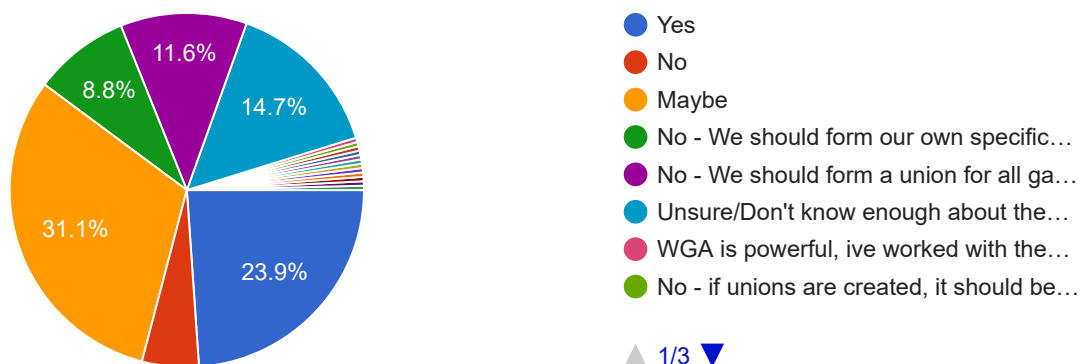 11.6%
8.8%
14.7%
31.1%
23.9%
Yes
No
Maybe
No - We should form our own specific…
No - We should form a union for all ga…
Unsure/Don't know enough about the…
WGA is powerful, ive worked with the…
No - if unions are created, it should be…
1/3